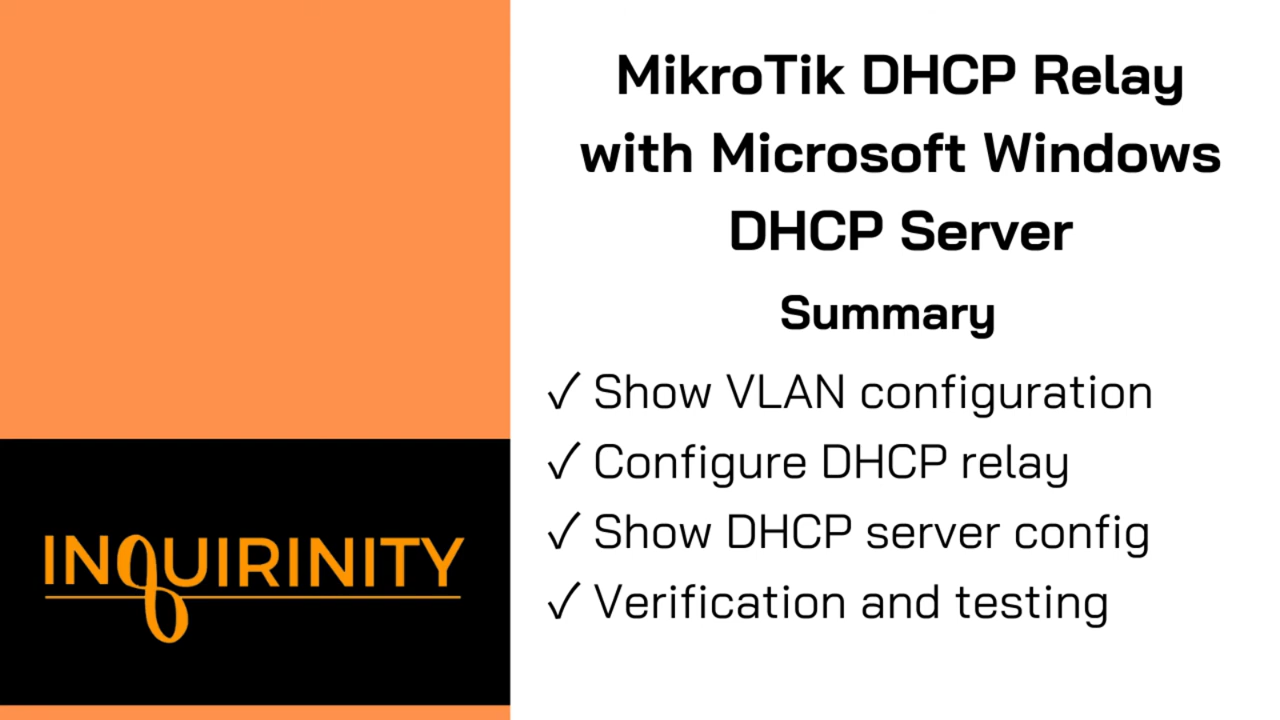 MikroTik DHCP Relay
with Microsoft Windows
DHCP Server
Summary
✓ Show VLAN configuration
✓ Configure DHCP relay
✓ Show DHCP server config
✓ Verification and testing
INQUIRINITY